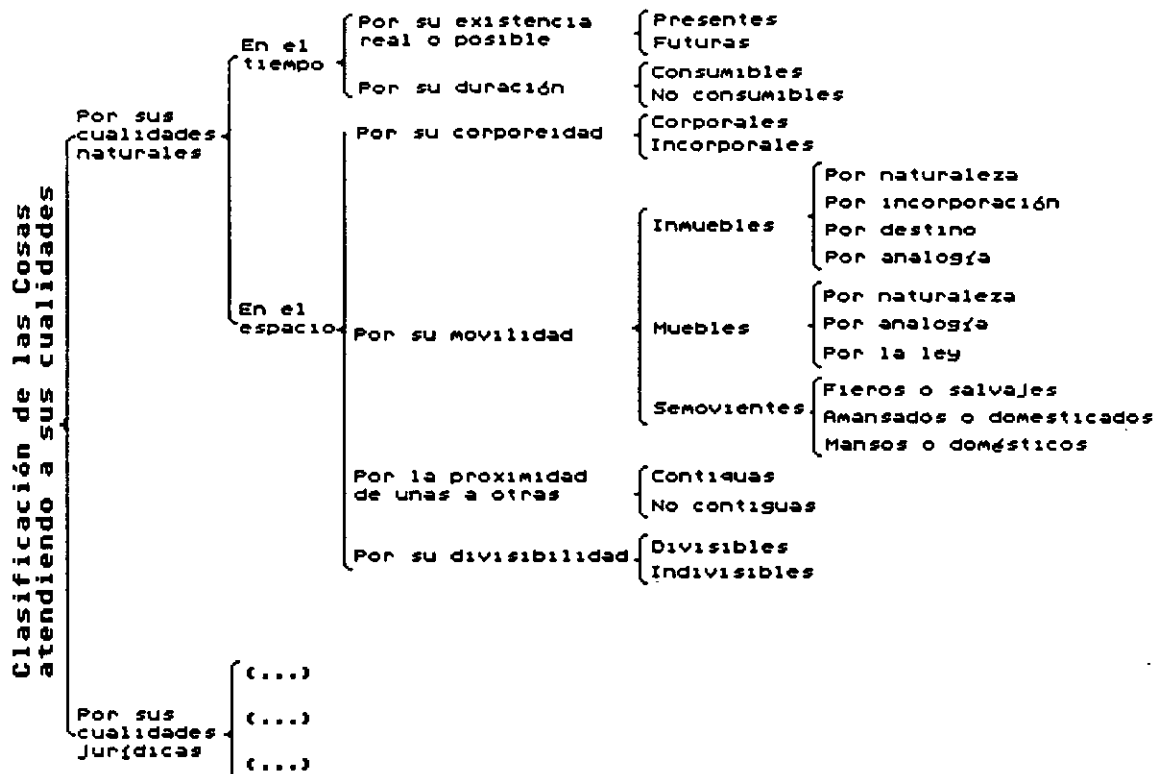 Clasificación de las Cosas
atendiendo a sus cualidades
Por sus
cualidades
naturales
En el
tiempo
Por su existencia
real o posible
Presentes
Futuras
Por su duración
Consumibles
No consumibles
En el
espacio
Por su corporeidad
Corporales
Incorporales
Por su movilidad
Inmuebles
Por naturaleza
Por incorporación
Por destino
Por analogía
Muebles
Por naturaleza
Por analogía
Por la ley
Semovientes
Fieros o salvajes
Amansados o domesticados
Mansos o domésticos
Por la proximidad
de unas a otras
Contiguas
No contiguas
Por su divisibilidad
Divisibles
Indivisibles
Por sus
cualidades
jurídicas
(...)
(...)
(...)